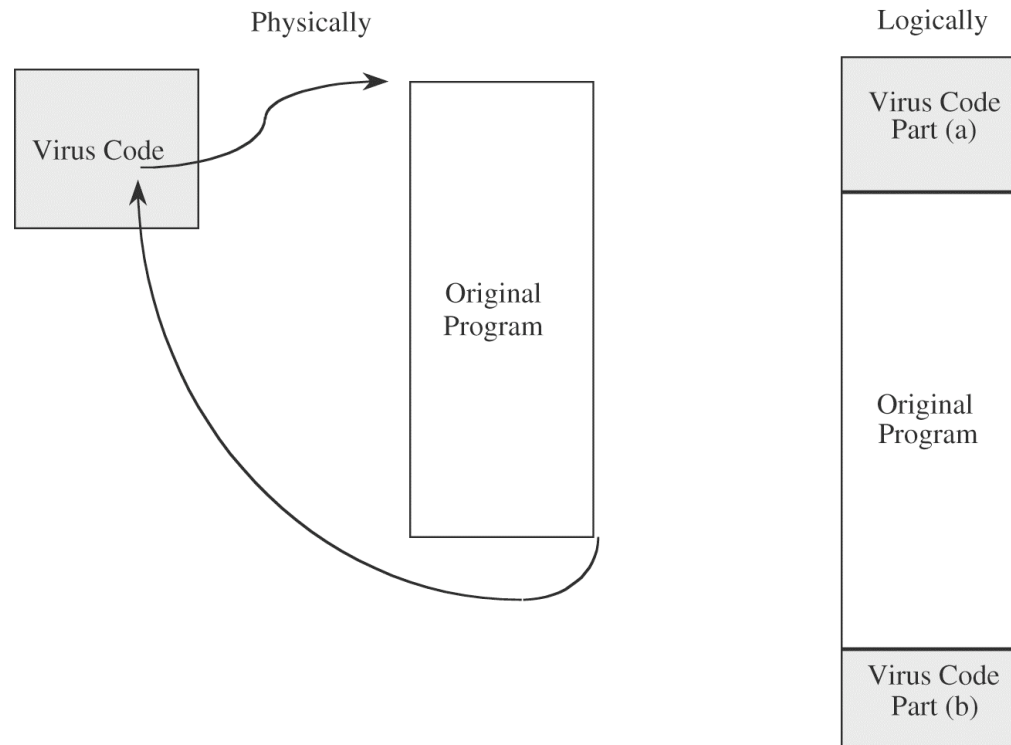 Physically
Logically
Virus Code
Original
Program
Virus Code
Part (a)
Original
Program
Virus Code
Part (b)